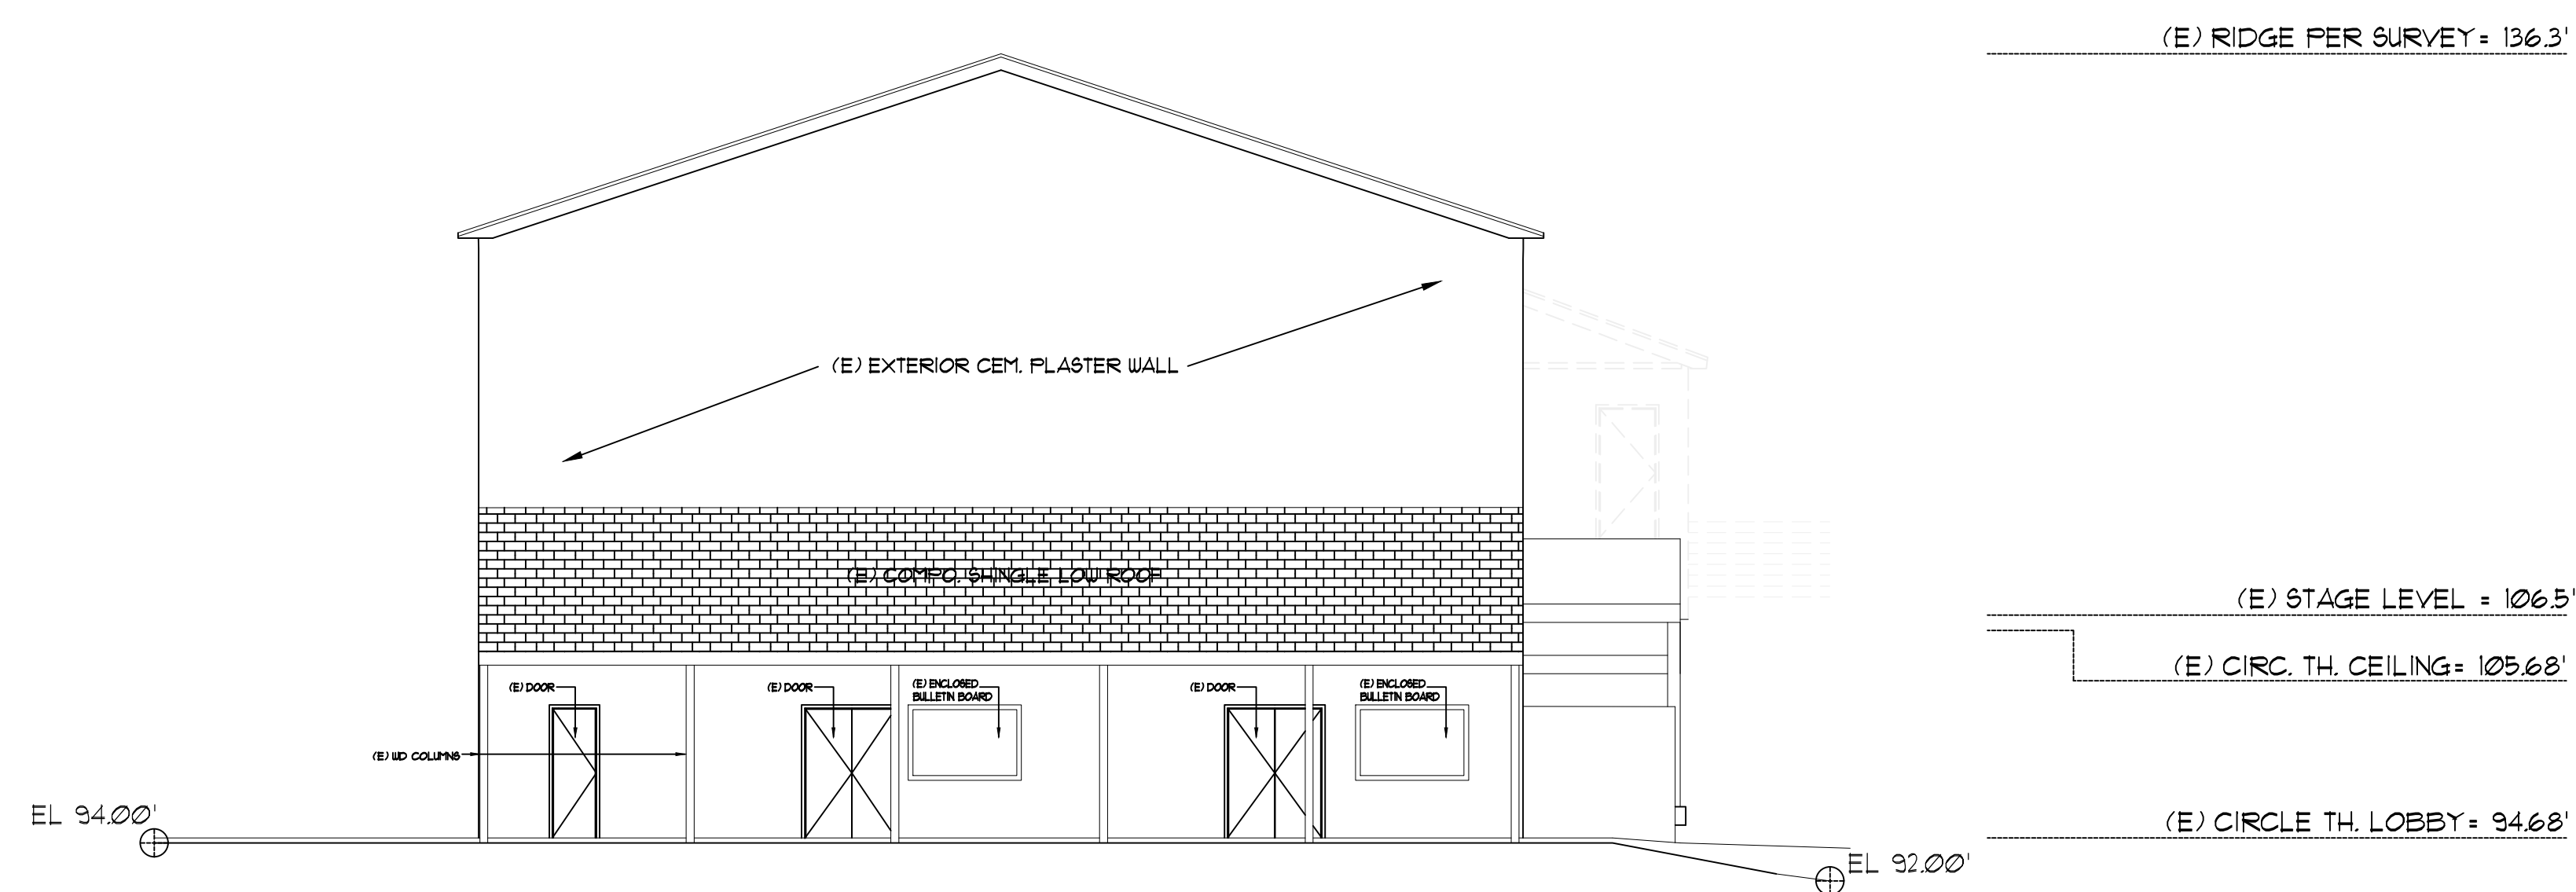 (E) RIDGE PER SURVEY = 136.3'
(E) EXTERIOR CEM. PLASTER WALL
(E) COMPO. SHINGLE LOW ROOF
(E) STAGE LEVEL = 106.5'
(E) CIRC. TH. CEILING = 105.68'
(E) DOOR
(E) DOOR
(E) ENCLOSED
BULLETIN BOARD
(E) DOOR
(E) ENCLOSED
BULLETIN BOARD
(E) WD COLUMNS
EL 94.00'
(E) CIRCLE TH. LOBBY = 94.68'
EL 92.00'